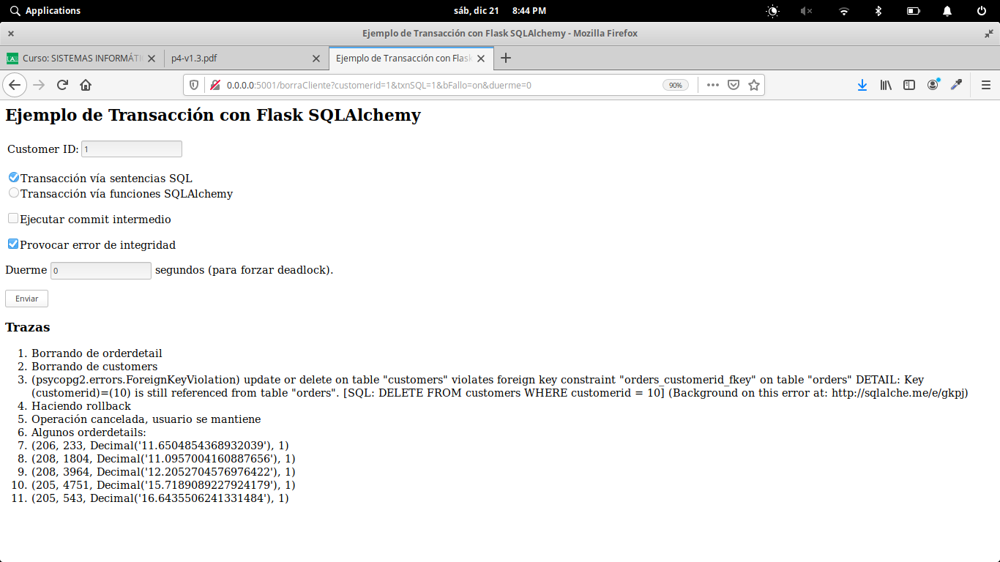 Applications
sáb, dic 21 8:44 PM
Ejemplo de Transacción con Flask SQLAlchemy - Mozilla Firefox
Curso: SISTEMAS INFORMÁTI
p4-v1.3.pdf
Ejemplo de Transacción con Flask
0.0.0.0:5001/borraCliente?customerid=1&txnSQL=1&bFallo=on&duerme=0
90%
Ejemplo de Transacción con Flask SQLAlchemy
Customer ID: 1
Transacción vía sentencias SQL
Transacción vía funciones SQLAlchemy
Ejecutar commit intermedio
Provocar error de integridad
Duerme 0 segundos (para forzar deadlock).
Enviar
Trazas
1. Borrando de orderdetail
2. Borrando de customers
3. (psycopg2.errors.ForeignKeyViolation) update or delete on table "customers" violates foreign key constraint "orders_customerid_fkey" on table "orders" DETAIL: Key
(customerid)=(10) is still referenced from table "orders". [SQL: DELETE FROM customers WHERE customerid = 10] (Background on this error at: http://sqlalche.me/e/gkpj)
4. Haciendo rollback
5. Operación cancelada, usuario se mantiene
6. Algunos orderdetails:
7. (206, 233, Decimal('11.6504854368932039'), 1)
8. (208, 1804, Decimal('11.0957004160887656'), 1)
9. (208, 3964, Decimal('12.2052704576976422'), 1)
10. (205, 4751, Decimal('15.7189089227924179'), 1)
11. (205, 543, Decimal('16.6435506241331484'), 1)